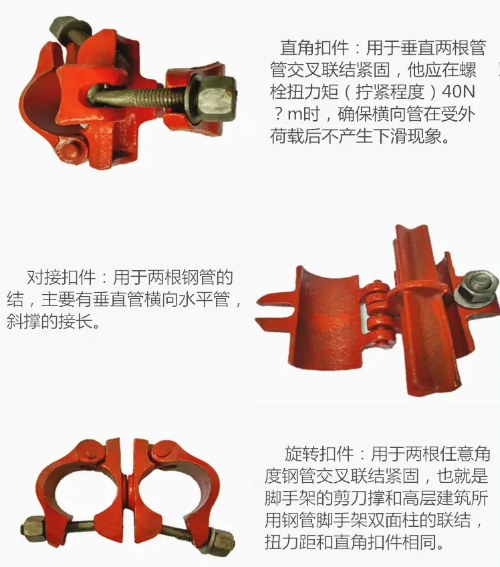 直角扣件：用于垂直两根管
管交叉联结紧固，他应在螺
栓扭力矩（拧紧程度）40N
？m时，确保横向管在受外
荷载后不产生下滑现象。
对接扣件：用于两根钢管的
结，主要有垂直管横向水平管，
斜撑的接长。
旋转扣件：用于两根任意角
度钢管交叉联结紧固，也就是
脚手架的剪刀撑和高层建筑所
用钢管脚手架双面柱的联结，
扭力距和直角扣件相同。